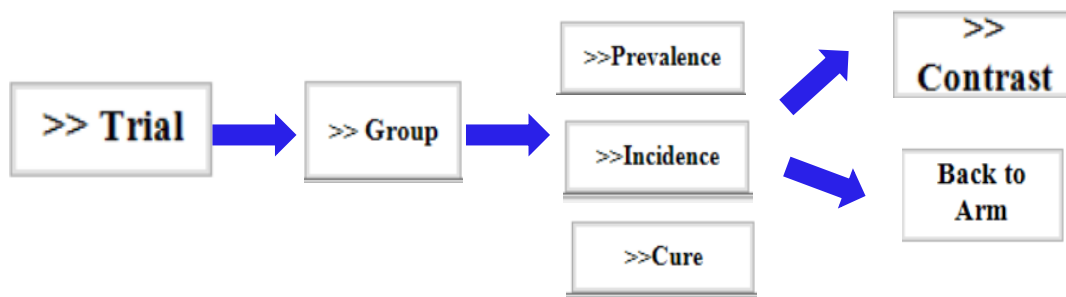 >> Trial
>> Group
>>Prevalence
>>Incidence
>>Cure
>>
Contrast
Back to
Arm